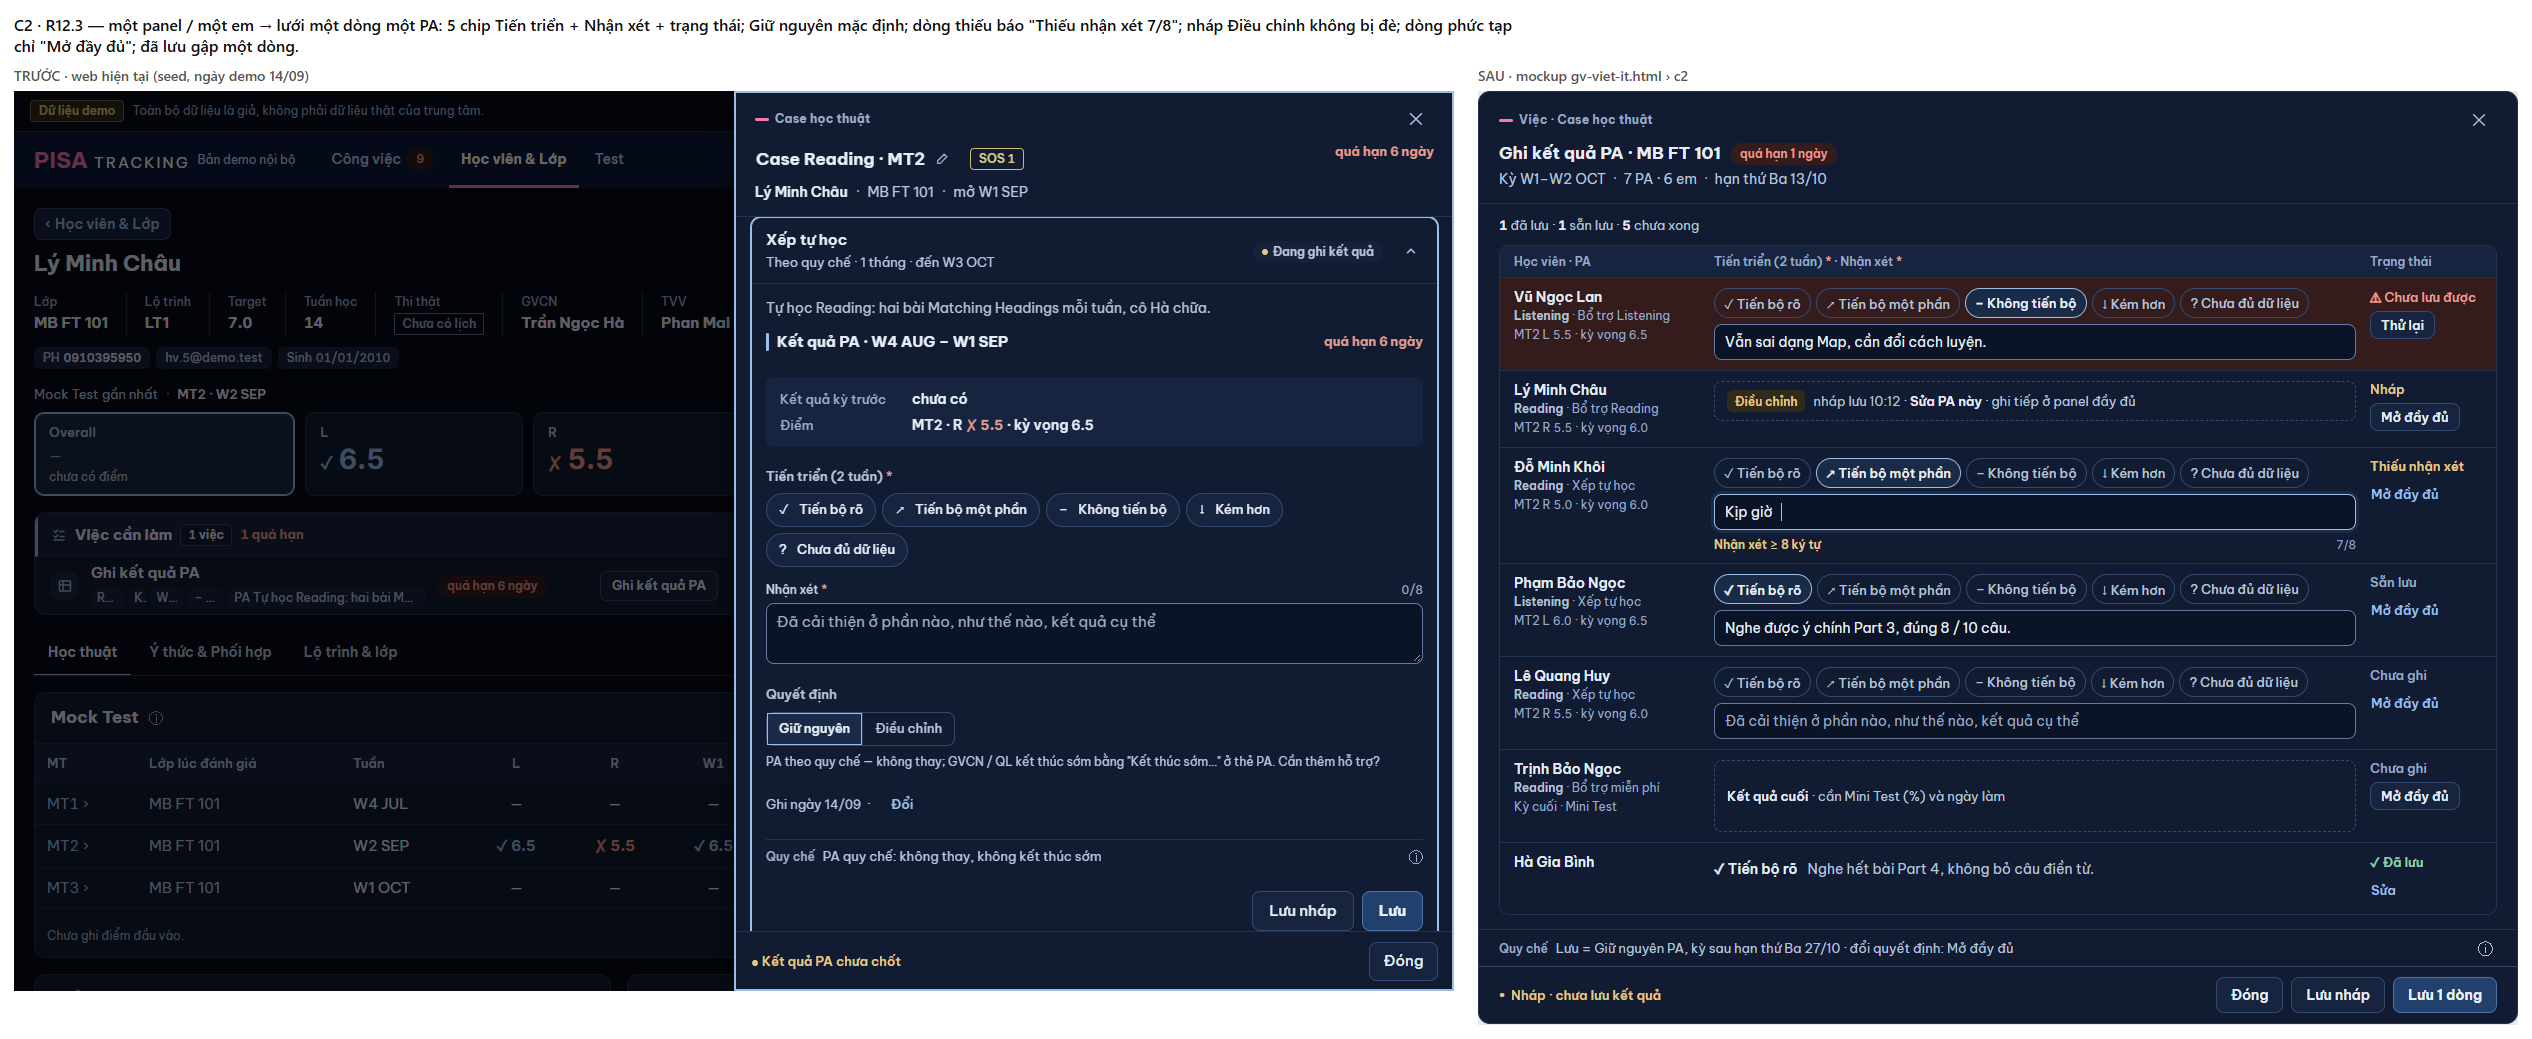 C2 · R12.3 — một panel / một em → lưới một dòng một PA: 5 chip Tiến triển + Nhận xét + trạng thái; Giữ nguyên mặc định; dòng thiếu báo "Thiếu nhận xét 7/8"; nháp Điều chỉnh không bị đè; dòng phức tạp
chỉ "Mở đầy đủ"; đã lưu gập một dòng.
TRƯỚC · web hiện tại (seed, ngày demo 14/09)
Dữ liệu demo Toàn bộ dữ liệu là giả, không phải dữ liệu thật của trung tâm.
PISA TRACKING Bản demo nội bộ Công việc 9 Học viên & Lớp Test
‹ Học viên & Lớp
Lý Minh Châu
Lớp Lộ trình Target Tuần học Thi thật GVCN TVV
MB FT 101 LT1 7.0 14 Chưa có lịch Trần Ngọc Hà Phan Mai
PH 0910395950 hv.5@demo.test Sinh 01/01/2010
Mock Test gần nhất · MT2 · W2 SEP
Overall L R
– ✓ 6.5 ✗ 5.5
chưa có điểm
Việc cần làm 1 việc 1 quá hạn
Ghi kết quả PA
R... K. W... – ... PA Tự học Reading: hai bài M... quá hạn 6 ngày Ghi kết quả PA
Học thuật Ý thức & Phối hợp Lộ trình & lớp
Mock Test ⓘ
MT Lớp lúc đánh giá Tuần L R W1
MT1 › MB FT 101 W4 JUL – – –
MT2 › MB FT 101 W2 SEP ✓ 6.5 ✗ 5.5 ✓ 6.5
MT3 › MB FT 101 W1 OCT – – –
Chưa ghi điểm đầu vào.
Case học thuật
Case Reading · MT2 SOS 1 quá hạn 6 ngày
Lý Minh Châu · MB FT 101 · mở W1 SEP
Xếp tự học
Theo quy chế · 1 tháng · đến W3 OCT
• Đang ghi kết quả
Tự học Reading: hai bài Matching Headings mỗi tuần, cô Hà chữa.
Kết quả PA · W4 AUG – W1 SEP quá hạn 6 ngày
Kết quả kỳ trước chưa có
Điểm MT2 · R ✗ 5.5 · kỳ vọng 6.5
Tiến triển (2 tuần) *
✓ Tiến bộ rõ ↗ Tiến bộ một phần – Không tiến bộ ↓ Kém hơn
? Chưa đủ dữ liệu
Nhận xét * 0/8
Đã cải thiện ở phần nào, như thế nào, kết quả cụ thể
Quyết định
Giữ nguyên Điều chỉnh
PA theo quy chế — không thay; GVCN / QL kết thúc sớm bằng "Kết thúc sớm..." ở thẻ PA. Cần thêm hỗ trợ?
Ghi ngày 14/09 · Đổi
Quy chế PA quy chế: không thay, không kết thúc sớm ⓘ
Lưu nháp Lưu
• Kết quả PA chưa chốt Đóng
SAU · mockup gv-viet-it.html › c2
Việc · Case học thuật
Ghi kết quả PA · MB FT 101 quá hạn 1 ngày
Kỳ W1–W2 OCT · 7 PA · 6 em · hạn thứ Ba 13/10
1 đã lưu · 1 sẵn lưu · 5 chưa xong
Học viên · PA Tiến triển (2 tuần) * · Nhận xét * Trạng thái
Vũ Ngọc Lan
Listening · Bổ trợ Listening
MT2 L 5.5 · kỳ vọng 6.5
✓ Tiến bộ rõ ↗ Tiến bộ một phần – Không tiến bộ ↓ Kém hơn ? Chưa đủ dữ liệu
Vẫn sai dạng Map, cần đổi cách luyện.
⚠ Chưa lưu được
Thử lại
Lý Minh Châu
Reading · Bổ trợ Reading
MT2 R 5.5 · kỳ vọng 6.0
Điều chỉnh nháp lưu 10:12 · Sửa PA này · ghi tiếp ở panel đầy đủ
Nháp
Mở đầy đủ
Đỗ Minh Khôi
Reading · Xếp tự học
MT2 R 5.0 · kỳ vọng 6.0
✓ Tiến bộ rõ ↗ Tiến bộ một phần – Không tiến bộ ↓ Kém hơn ? Chưa đủ dữ liệu
Kịp giờ
Nhận xét ≥ 8 ký tự 7/8
Thiếu nhận xét
Mở đầy đủ
Phạm Bảo Ngọc
Listening · Xếp tự học
MT2 L 6.0 · kỳ vọng 6.5
✓ Tiến bộ rõ ↗ Tiến bộ một phần – Không tiến bộ ↓ Kém hơn ? Chưa đủ dữ liệu
Nghe được ý chính Part 3, đúng 8 / 10 câu.
Sẵn lưu
Mở đầy đủ
Lê Quang Huy
Reading · Xếp tự học
MT2 R 5.5 · kỳ vọng 6.0
✓ Tiến bộ rõ ↗ Tiến bộ một phần – Không tiến bộ ↓ Kém hơn ? Chưa đủ dữ liệu
Đã cải thiện ở phần nào, như thế nào, kết quả cụ thể
Chưa ghi
Mở đầy đủ
Trịnh Bảo Ngọc
Reading · Bổ trợ miễn phí
Kỳ cuối · Mini Test
Kết quả cuối · cần Mini Test (%) và ngày làm
Chưa ghi
Mở đầy đủ
Hà Gia Bình
✓ Tiến bộ rõ Nghe hết bài Part 4, không bỏ câu điền từ.
✓ Đã lưu
Sửa
Quy chế Lưu = Giữ nguyên PA, kỳ sau hạn thứ Ba 27/10 · đổi quyết định: Mở đầy đủ ⓘ
• Nháp · chưa lưu kết quả Đóng Lưu nháp Lưu 1 dòng